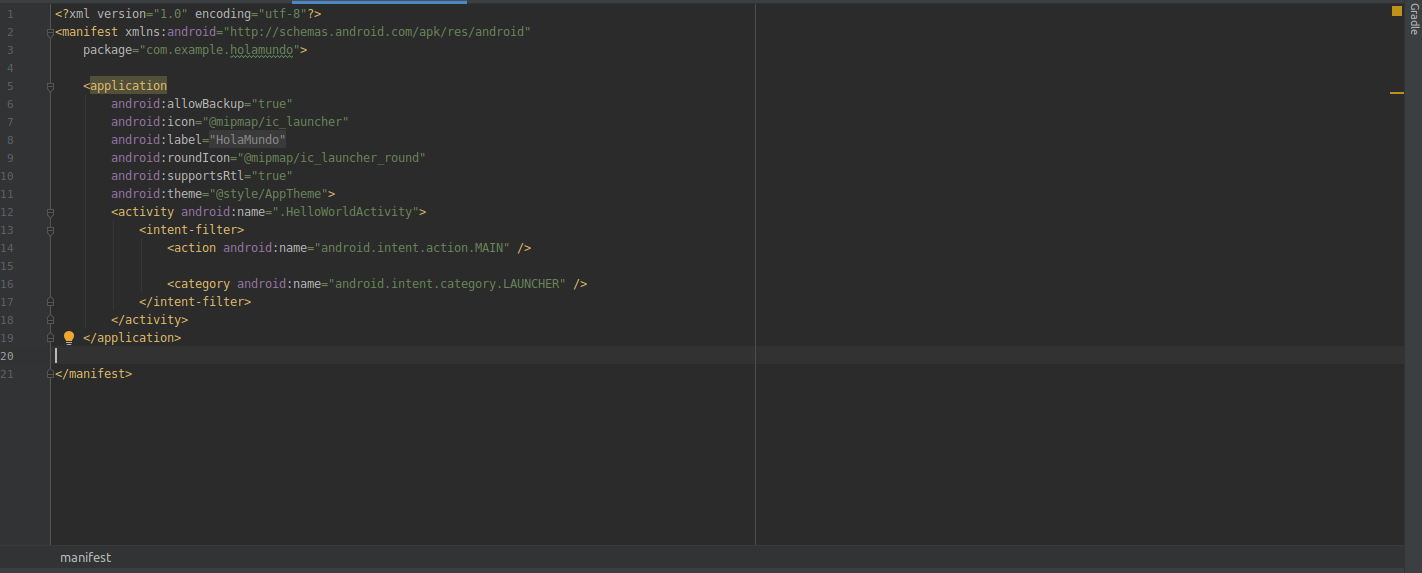 1 <?xml version="1.0" encoding="utf-8"?>
2 <manifest xmlns:android="http://schemas.android.com/apk/res/android"
3     package="com.example.holamundo">
4
5     <application
6         android:allowBackup="true"
7         android:icon="@mipmap/ic_launcher"
8         android:label="HolaMundo"
9         android:roundIcon="@mipmap/ic_launcher_round"
10         android:supportsRtl="true"
11         android:theme="@style/AppTheme">
12         <activity android:name=".HelloWorldActivity">
13             <intent-filter>
14                 <action android:name="android.intent.action.MAIN" />
15
16                 <category android:name="android.intent.category.LAUNCHER" />
17             </intent-filter>
18         </activity>
19     </application>
20
21 </manifest>
manifest
Gradle